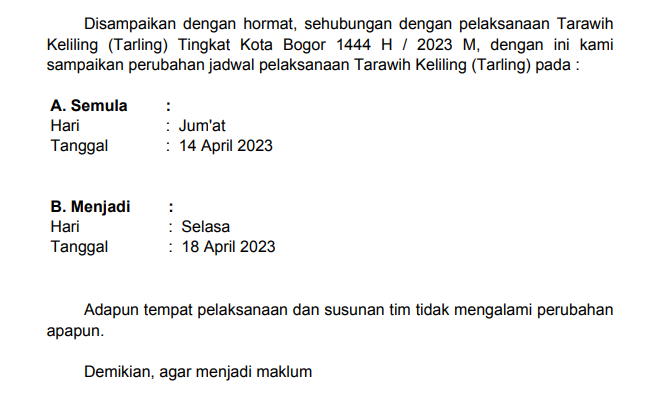 Disampaikan dengan hormat, sehubungan dengan pelaksanaan Tarawih
Keliling (Tarling) Tingkat Kota Bogor 1444 H / 2023 M, dengan ini kami
sampaikan perubahan jadwal pelaksanaan Tarawih Keliling (Tarling) pada :
A. Semula :
Hari : Jum'at
Tanggal : 14 April 2023
B. Menjadi :
Hari : Selasa
Tanggal : 18 April 2023
Adapun tempat pelaksanaan dan susunan tim tidak mengalami perubahan
apapun.
Demikian, agar menjadi maklum